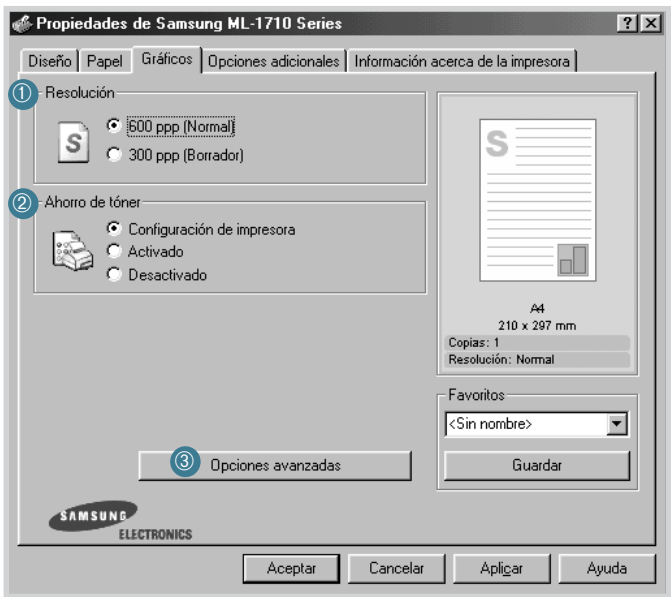 Propiedades de Samsung ML-1710 Series
Diseño Papel Gráficos Opciones adicionales Información acerca de la impresora
1 Resolución
S 600 ppp (Normal)
300 ppp (Borrador)
2 Ahorro de tóner
Configuración de impresora
Activado
Desactivado
S
A4
210 x 297 mm
Copias: 1
Resolución: Normal
Favoritos
<Sin nombre>
3 Opciones avanzadas
Guardar
SAMSUNG
ELECTRONICS
Aceptar Cancelar Aplicar Ayuda